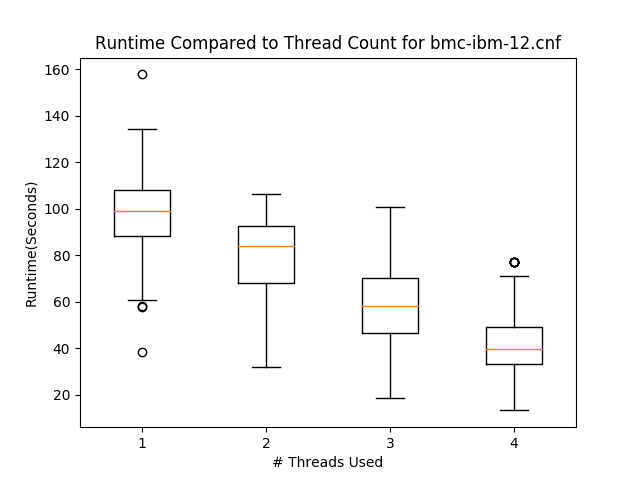 Runtime Compared to Thread Count for bmc-ibm-12.cnf
160
140
120
100
80
60
40
20
Runtime(Seconds)
1 2 3 4
# Threads Used